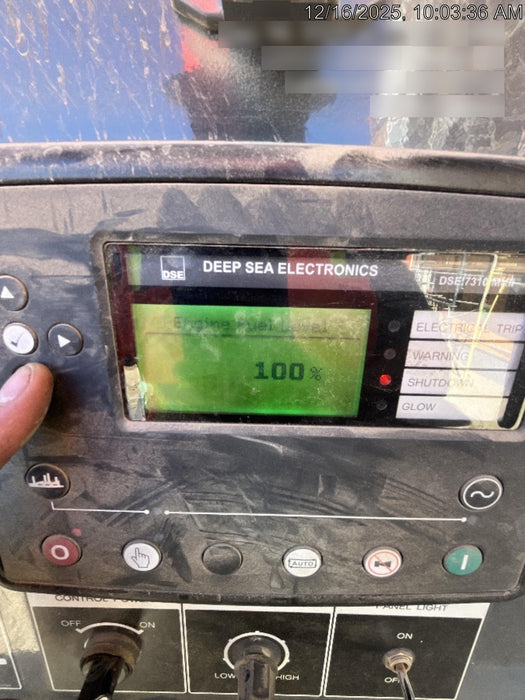 12/16/2025, 10:03:36 AM
DSE
DEEP SEA ELECTRONICS
Engine Fuel Level
100%
ELECTRICAL TRIP
WARNING
SHUTDOWN
GLOW
O
AUTO
I
OFF
ON
LOW
HIGH
PANEL LIGHT
ON